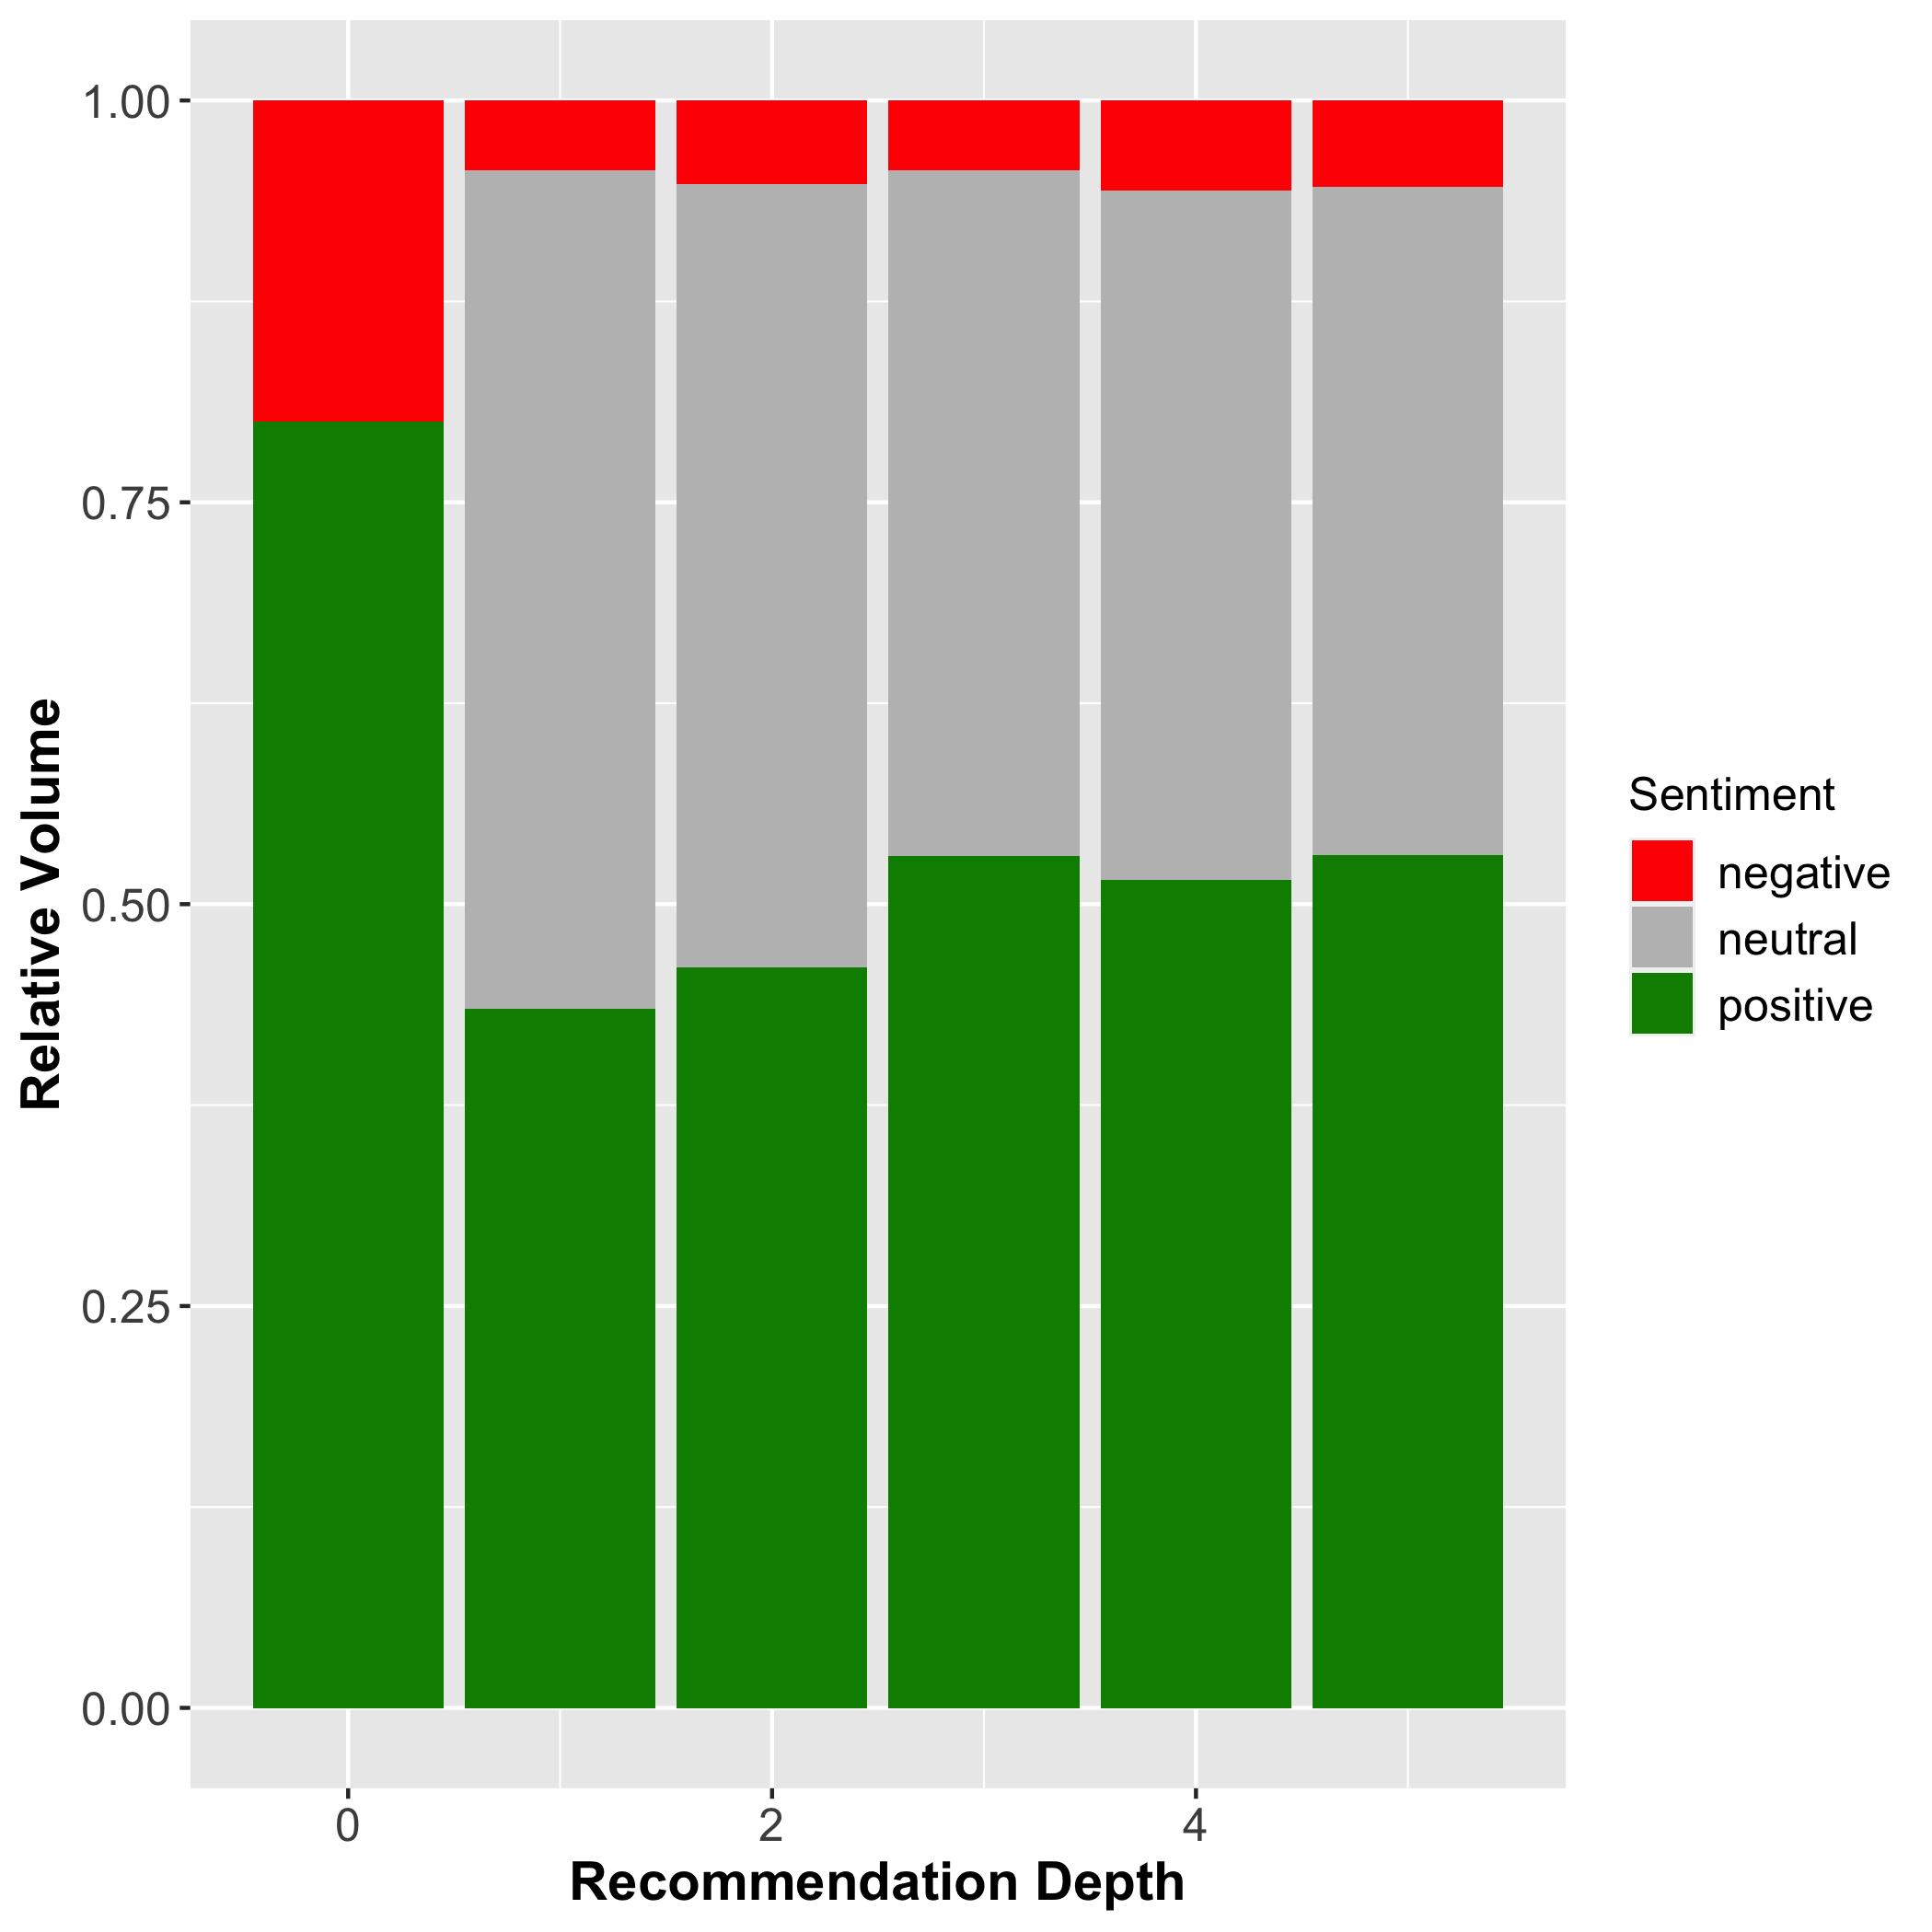 1.00
0.75
0.50
0.25
0.00
Relative Volume
0 2 4
Recommendation Depth
Sentiment
negative
neutral
positive